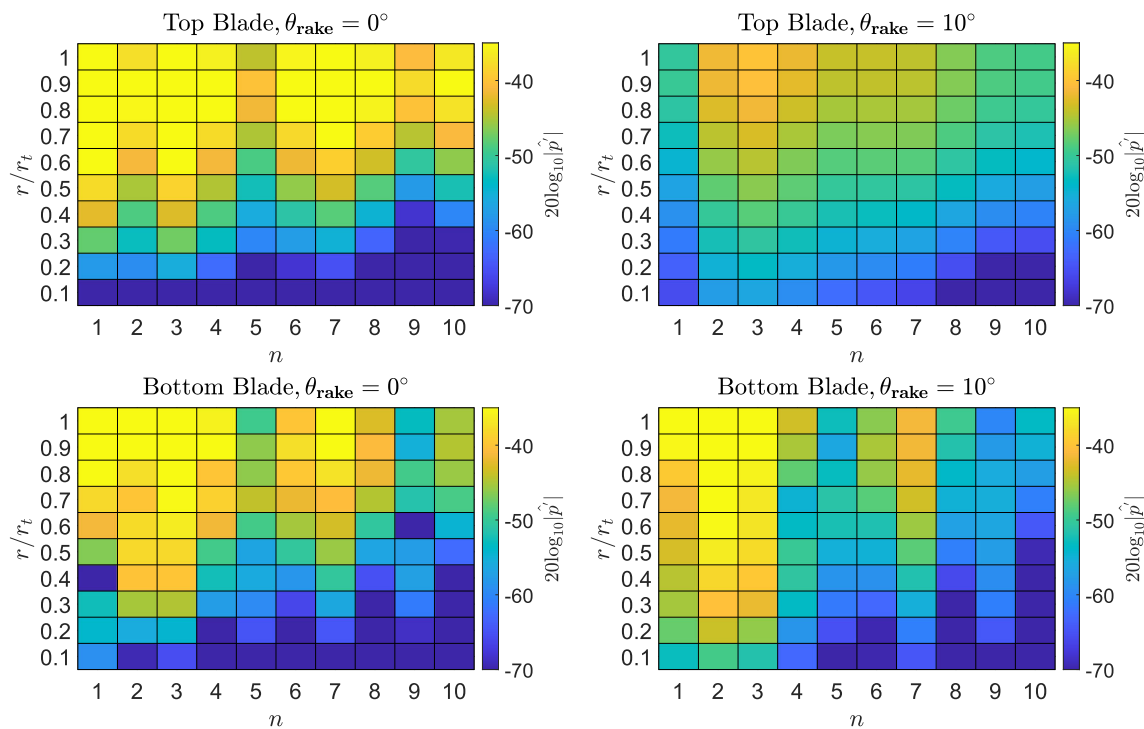 Top Blade, θrake = 0°
1
0.9
0.8
0.7
0.6
0.5
0.4
0.3
0.2
0.1
r/rt
1 2 3 4 5 6 7 8 9 10
n
-40
-50
-60
-70
20log10|p̂′|
Top Blade, θrake = 10°
1
0.9
0.8
0.7
0.6
0.5
0.4
0.3
0.2
0.1
r/rt
1 2 3 4 5 6 7 8 9 10
n
-40
-50
-60
-70
20log10|p̂′|
Bottom Blade, θrake = 0°
1
0.9
0.8
0.7
0.6
0.5
0.4
0.3
0.2
0.1
r/rt
1 2 3 4 5 6 7 8 9 10
n
-40
-50
-60
-70
20log10|p̂′|
Bottom Blade, θrake = 10°
1
0.9
0.8
0.7
0.6
0.5
0.4
0.3
0.2
0.1
r/rt
1 2 3 4 5 6 7 8 9 10
n
-40
-50
-60
-70
20log10|p̂′|